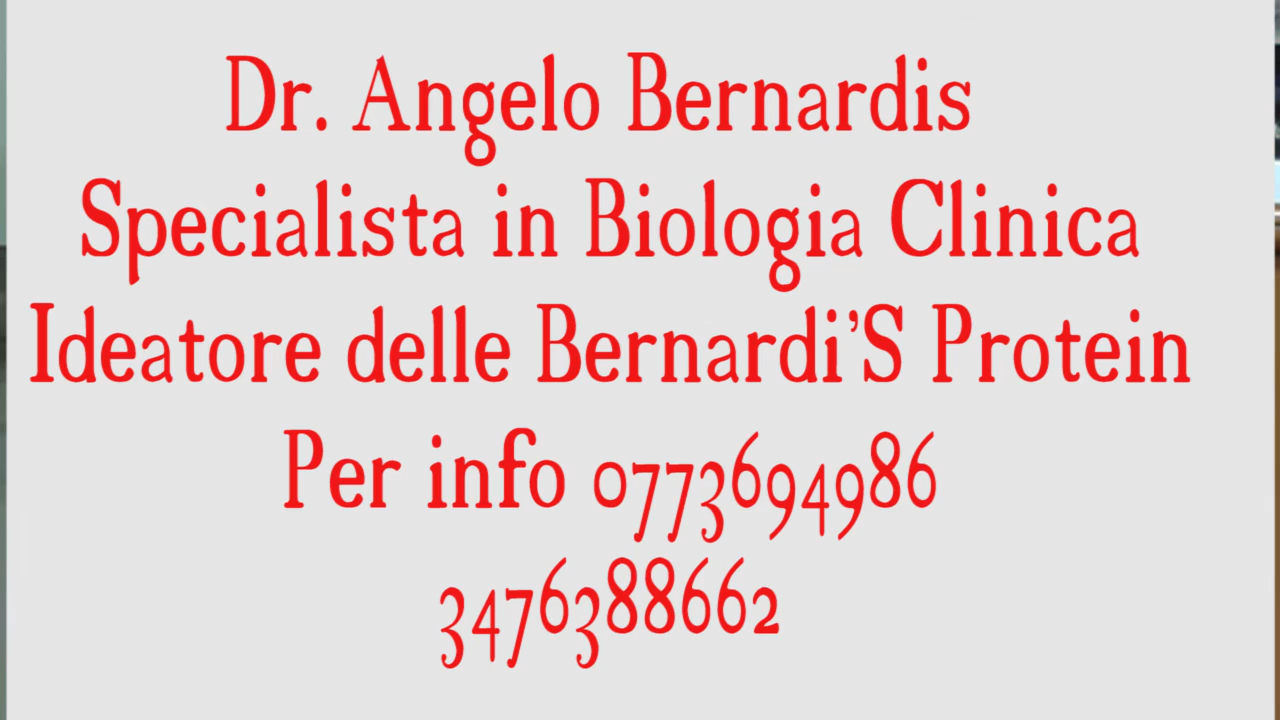 Dr. Angelo Bernardis
Specialista in Biologia Clinica
Ideatore delle Bernardi'S Protein
Per info 0773694986
3476388662